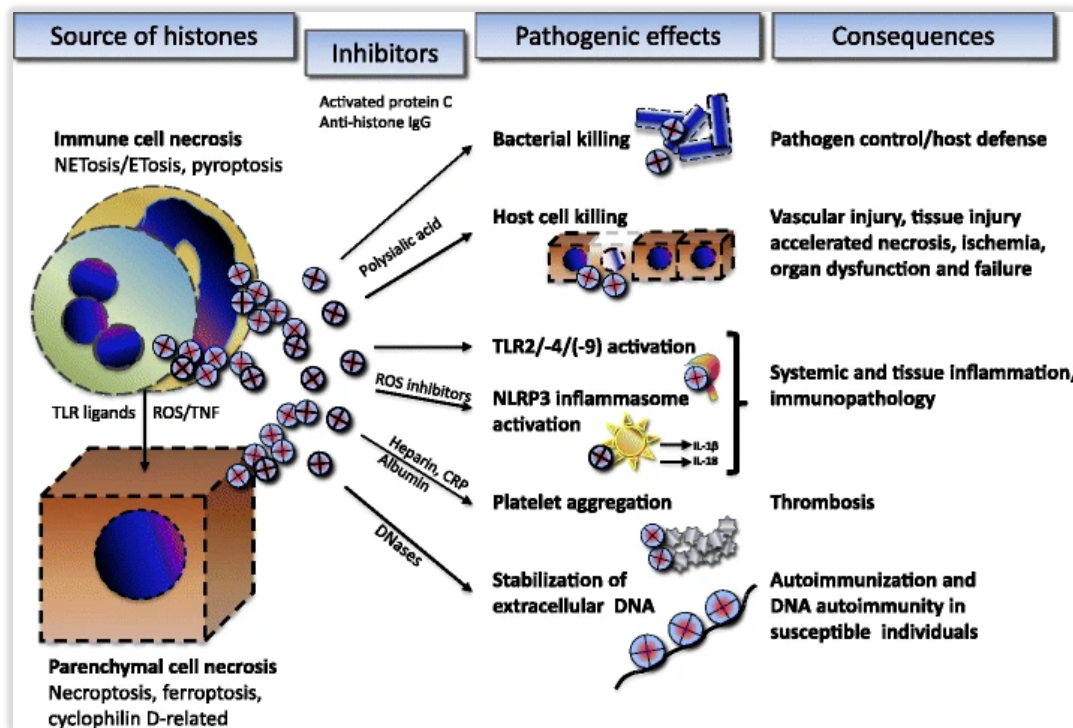 Source of histones
Inhibitors
Pathogenic effects
Consequences
Activated protein C
Anti-histone IgG
Immune cell necrosis
NETosis/ETosis, pyroptosis
Bacterial killing
Pathogen control/host defense
Polysialic acid
Host cell killing
Vascular injury, tissue injury
accelerated necrosis, ischemia,
organ dysfunction and failure
TLR2/-4/(-9) activation
ROS inhibitors
NLRP3 inflammasome
activation
IL-1β
IL-18
Systemic and tissue inflammation,
immunopathology
TLR ligands
ROS/TNF
Heparin, CRP
Albumin
Platelet aggregation
Thrombosis
DNases
Stabilization of
extracellular DNA
Autoimmunization and
DNA autoimmunity in
susceptible individuals
Parenchymal cell necrosis
Necroptosis, ferroptosis,
cyclophilin D-related